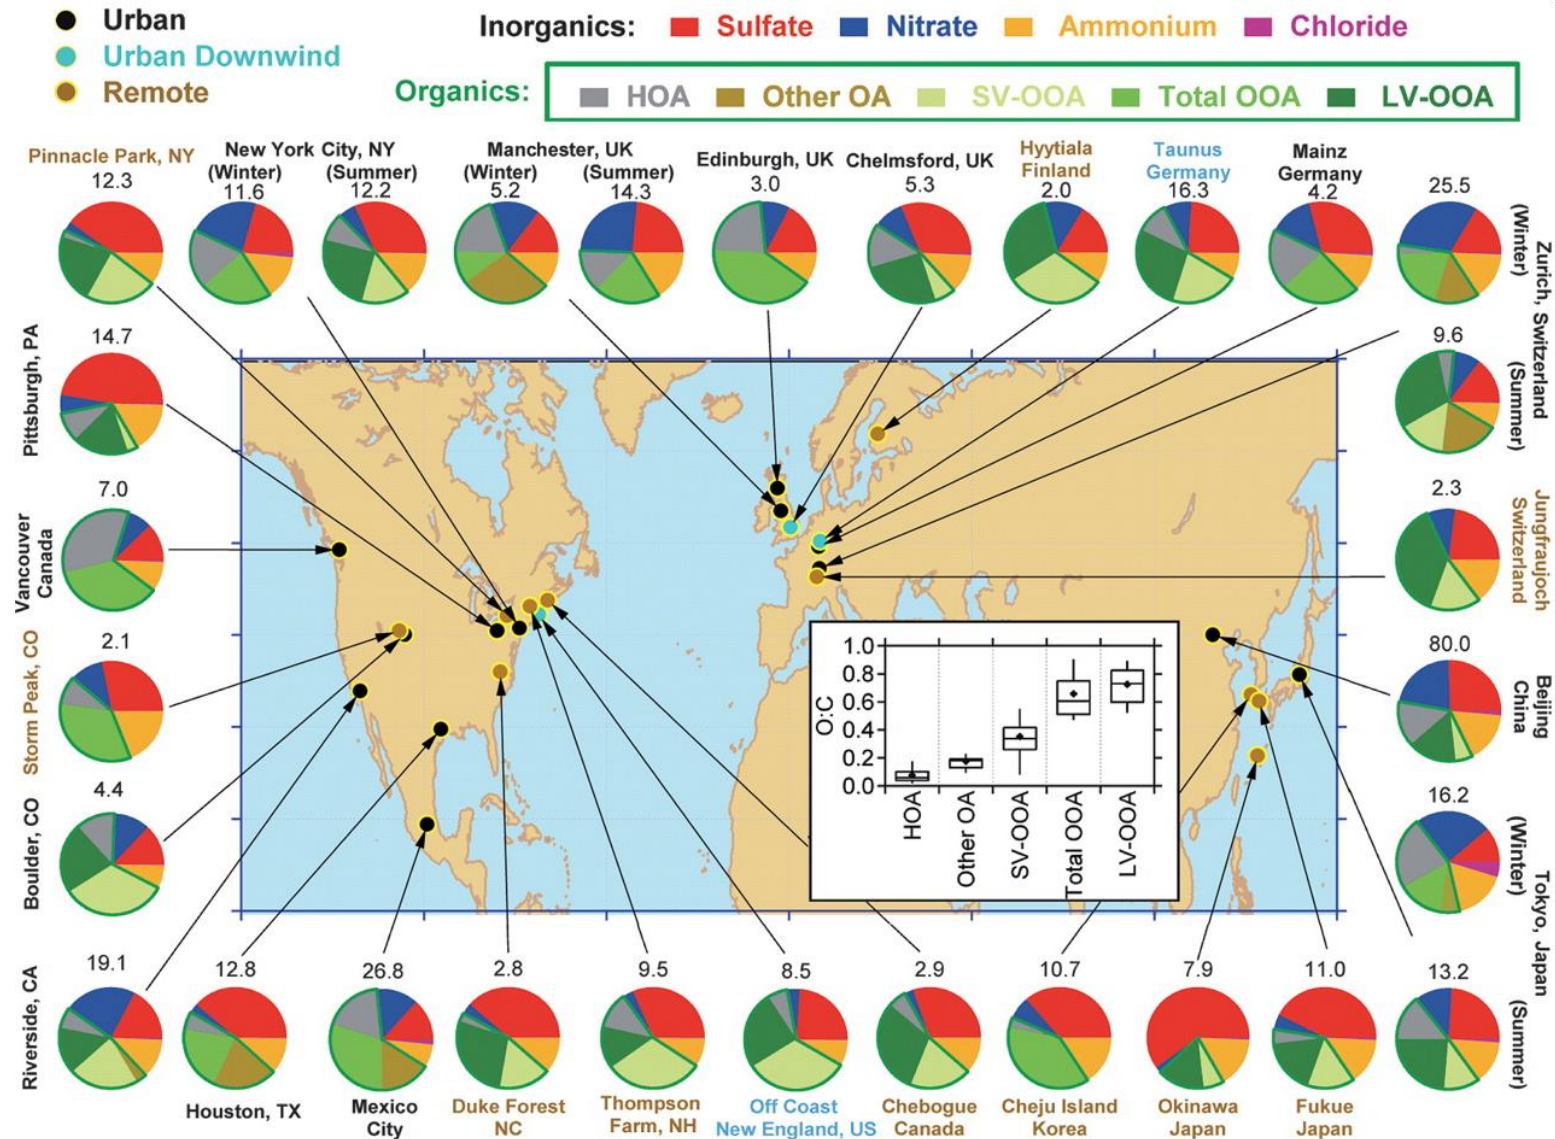 Urban
Urban Downwind
Remote
Inorganics: Sulfate Nitrate Ammonium Chloride
Organics: HOA Other OA SV-OOA Total OOA LV-OOA
Pinnacle Park, NY
12.3
New York City, NY
(Winter) (Summer)
11.6 12.2
Manchester, UK
(Winter) (Summer)
5.2 14.3
Edinburgh, UK
3.0
Chelmsford, UK
5.3
Hyytiala
Finland
2.0
Taunus
Germany
16.3
Mainz
Germany
4.2
25.5
(Winter)
Zurich, Switzerland
9.6
(Summer)
Pittsburgh, PA
14.7
Vancouver
Canada
7.0
Jungfraujoch
Switzerland
2.3
Storm Peak, CO
2.1
Beijing
China
80.0
Boulder, CO
4.4
16.2
(Winter)
Tokyo, Japan
13.2
(Summer)
O:C
1.0
0.8
0.6
0.4
0.2
0.0
HOA
Other OA
SV-OOA
Total OOA
LV-OOA
Riverside, CA
19.1
12.8
Houston, TX
26.8
Mexico
City
2.8
Duke Forest
NC
9.5
Thompson
Farm, NH
8.5
Off Coast
New England, US
2.9
Chebogue
Canada
10.7
Cheju Island
Korea
7.9
Okinawa
Japan
11.0
Fukue
Japan